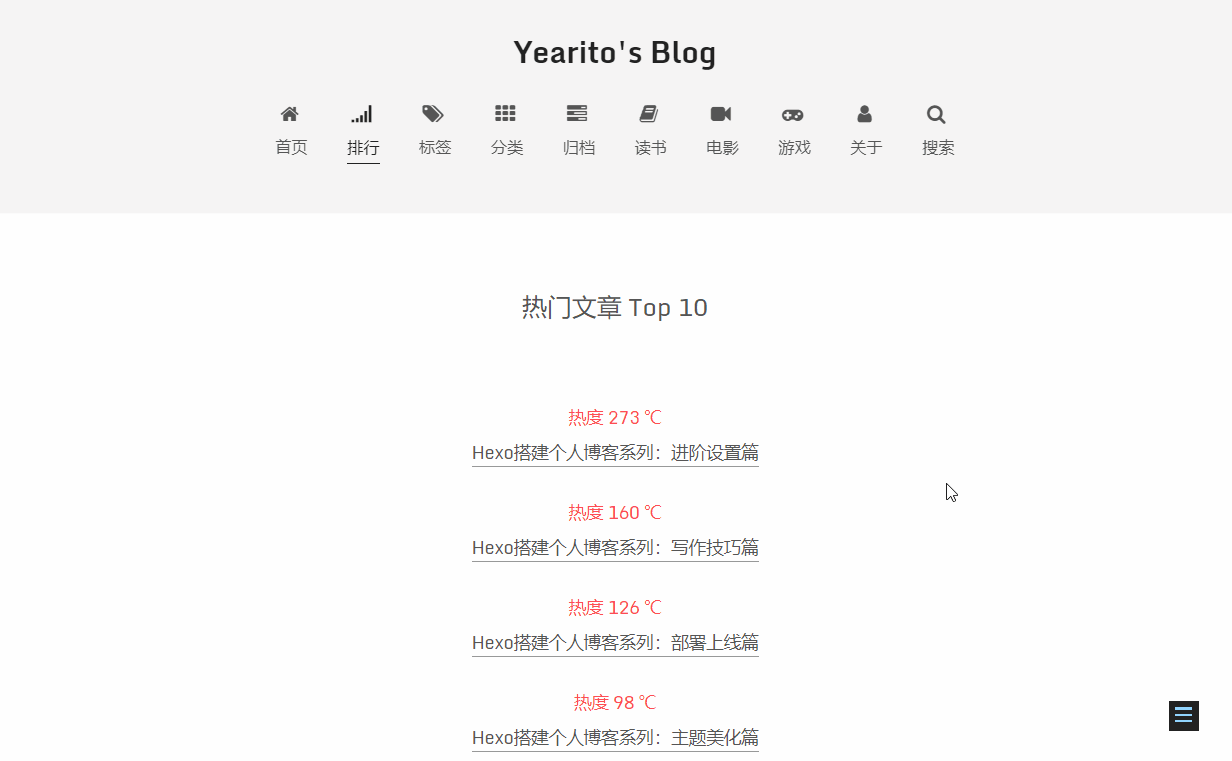 Yearito's Blog
首页 排行 标签 分类 归档 读书 电影 游戏 关于 搜索
热门文章 Top 10
热度 273 ℃
Hexo搭建个人博客系列：进阶设置篇
热度 160 ℃
Hexo搭建个人博客系列：写作技巧篇
热度 126 ℃
Hexo搭建个人博客系列：部署上线篇
热度 98 ℃
Hexo搭建个人博客系列：主题美化篇